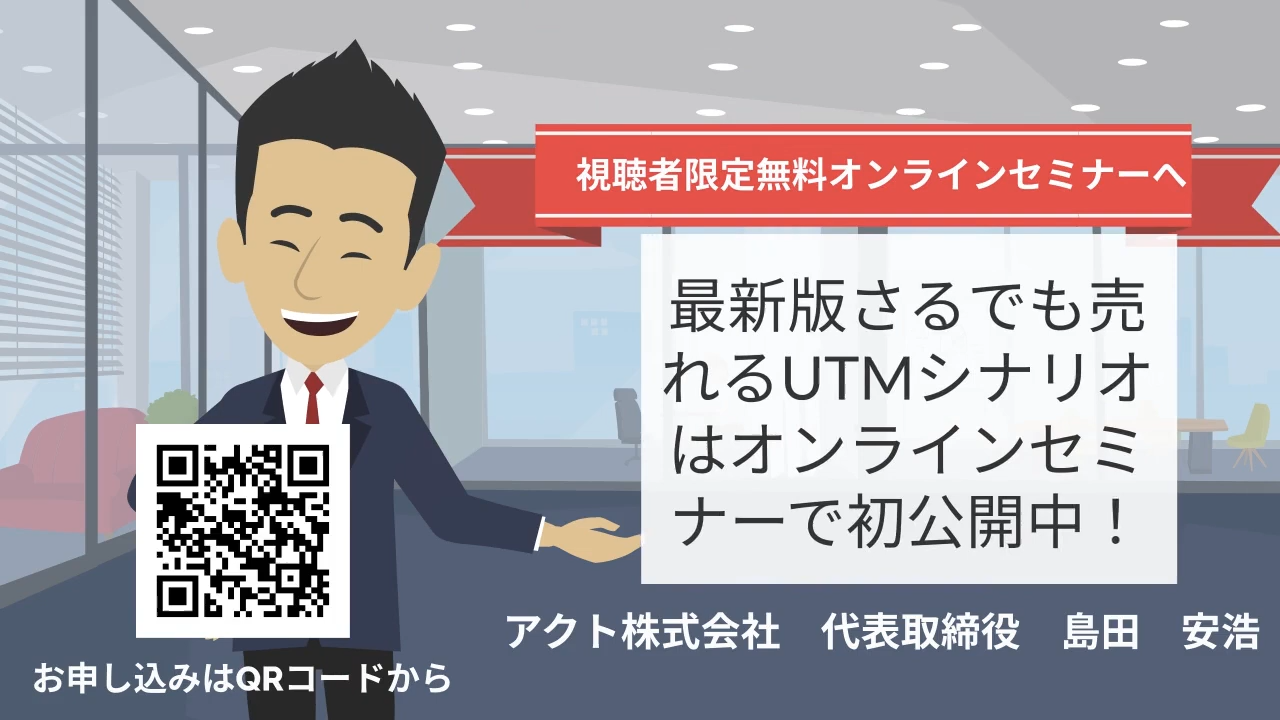 視聴者限定無料オンラインセミナーへ
最新版さるでも売
れるUTMシナリオ
はオンラインセミ
ナーで初公開中！
アクト株式会社　代表取締役　島田　安浩
お申し込みはQRコードから